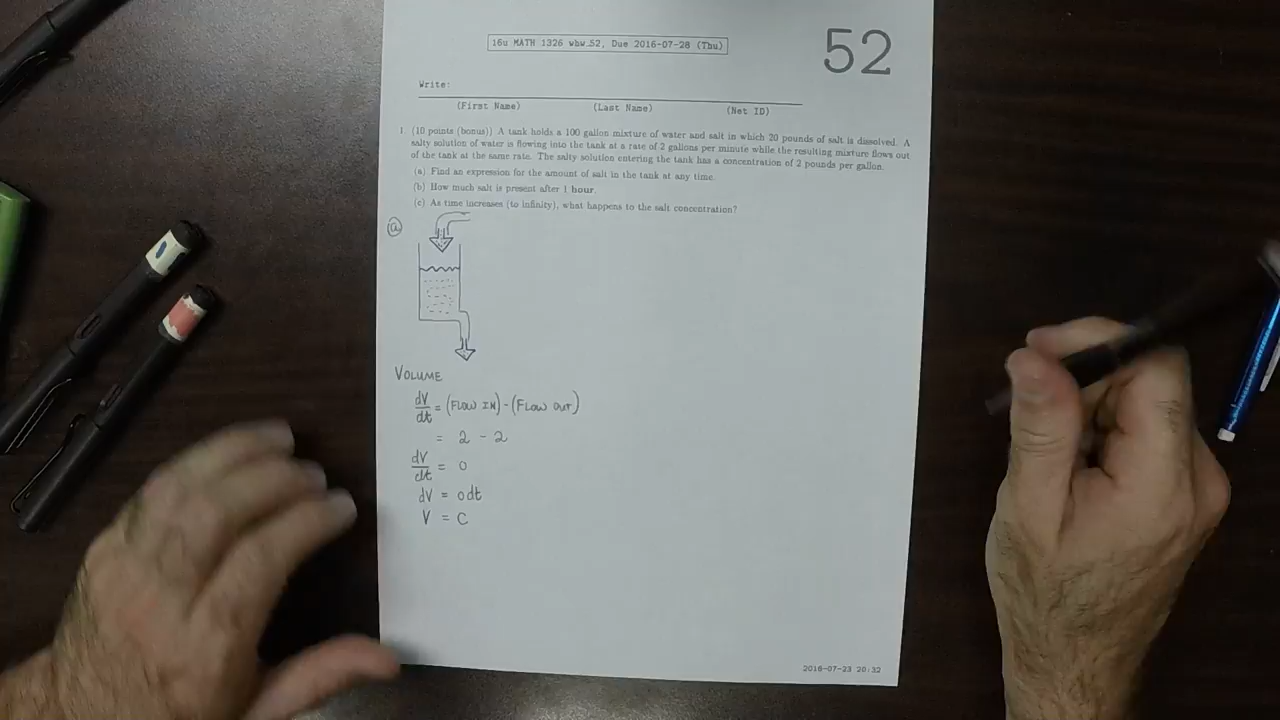 16u MATH 1326 whw.52, Due 2016-07-28 (Thu)
52
Write:
(First Name) (Last Name) (Net ID)
1. (10 points (bonus)) A tank holds a 100 gallon mixture of water and salt in which 20 pounds of salt is dissolved. A
salty solution of water is flowing into the tank at a rate of 2 gallons per minute while the resulting mixture flows out
of the tank at the same rate. The salty solution entering the tank has a concentration of 2 pounds per gallon.
(a) Find an expression for the amount of salt in the tank at any time.
(b) How much salt is present after 1 hour.
(c) As time increases (to infinity), what happens to the salt concentration?
a
VOLUME
dV/dt = (FLOW IN) - (FLOW OUT)
= 2 - 2
dV/dt = 0
dV = 0dt
V = C
2016-07-23 20:32